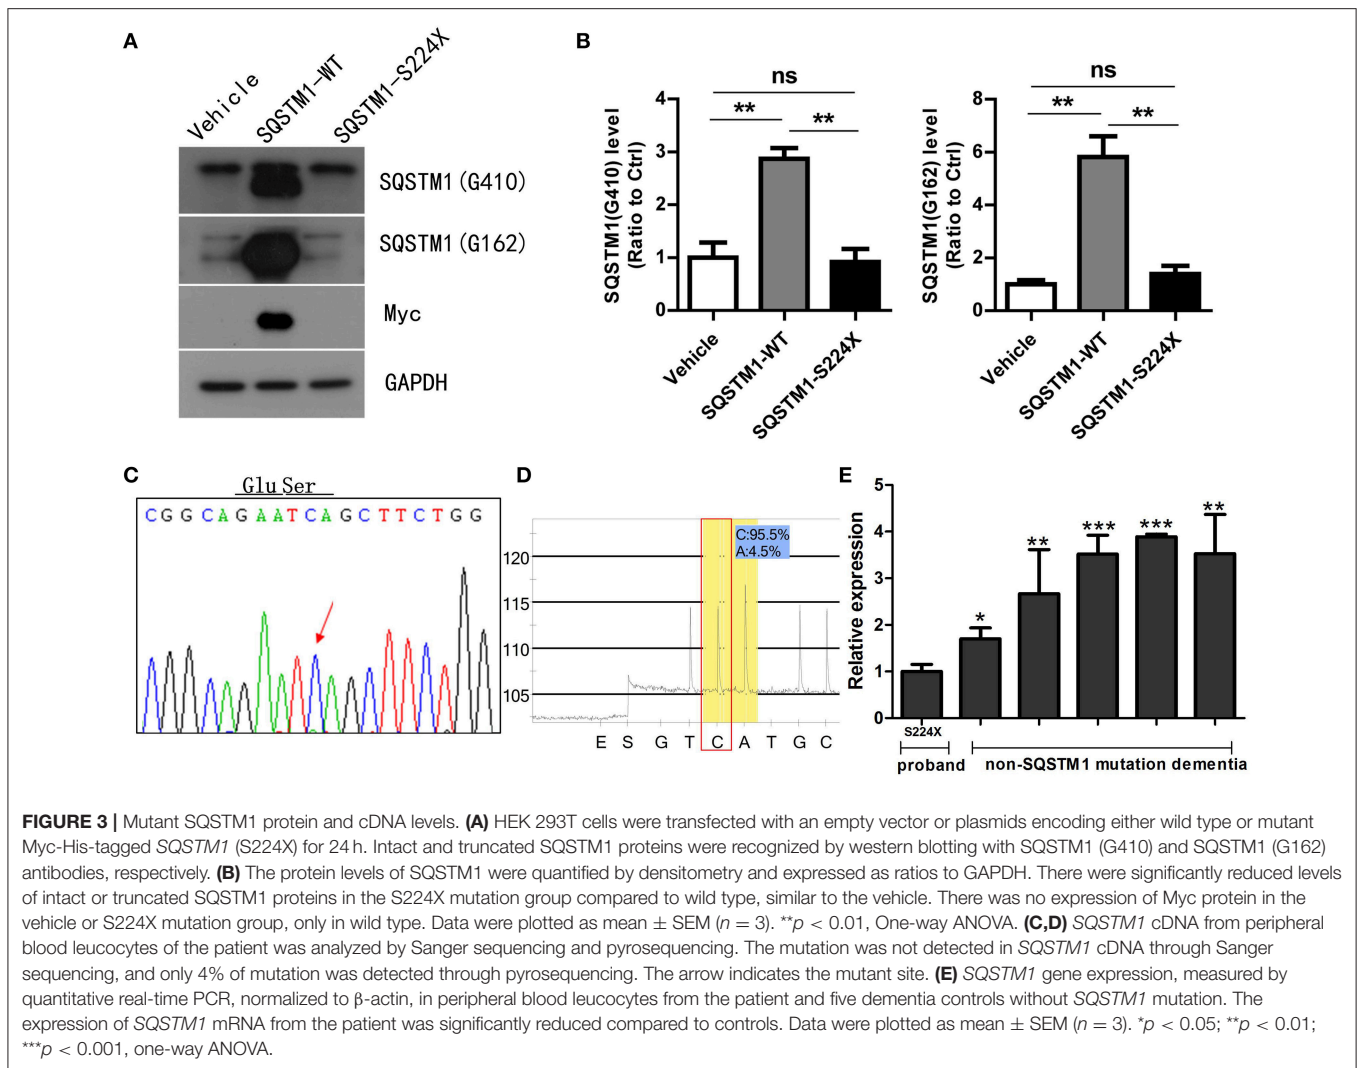 A
Vehicle
SQSTM1-WT
SQSTM1-S224X
SQSTM1(G410)
SQSTM1(G162)
Myc
GAPDH
B
ns
**
**
4
3
2
1
0
SQSTM1(G410) level
(Ratio to Ctrl)
Vehicle
SQSTM1-WT
SQSTM1-S224X
ns
**
**
8
6
4
2
0
SQSTM1(G162) level
(Ratio to Ctrl)
Vehicle
SQSTM1-WT
SQSTM1-S224X
C
Glu Ser
CGGCAGAATCAGCTTCTGG
D
C:95.5%
A:4.5%
120
115
110
105
E S G T C A T G C
E
Relative expression
5
4
3
2
1
0
*
**
***
***
**
S224X
proband
non-SQSTM1 mutation dementia
FIGURE 3 | Mutant SQSTM1 protein and cDNA levels. (A) HEK 293T cells were transfected with an empty vector or plasmids encoding either wild type or mutant
Myc-His-tagged SQSTM1 (S224X) for 24 h. Intact and truncated SQSTM1 proteins were recognized by western blotting with SQSTM1 (G410) and SQSTM1 (G162)
antibodies, respectively. (B) The protein levels of SQSTM1 were quantified by densitometry and expressed as ratios to GAPDH. There were significantly reduced levels
of intact or truncated SQSTM1 proteins in the S224X mutation group compared to wild type, similar to the vehicle. There was no expression of Myc protein in the
vehicle or S224X mutation group, only in wild type. Data were plotted as mean ± SEM (n = 3). **p < 0.01, One-way ANOVA. (C,D) SQSTM1 cDNA from peripheral
blood leucocytes of the patient was analyzed by Sanger sequencing and pyrosequencing. The mutation was not detected in SQSTM1 cDNA through Sanger
sequencing, and only 4% of mutation was detected through pyrosequencing. The arrow indicates the mutant site. (E) SQSTM1 gene expression, measured by
quantitative real-time PCR, normalized to β-actin, in peripheral blood leucocytes from the patient and five dementia controls without SQSTM1 mutation. The
expression of SQSTM1 mRNA from the patient was significantly reduced compared to controls. Data were plotted as mean ± SEM (n = 3). *p < 0.05; **p < 0.01;
***p < 0.001, one-way ANOVA.